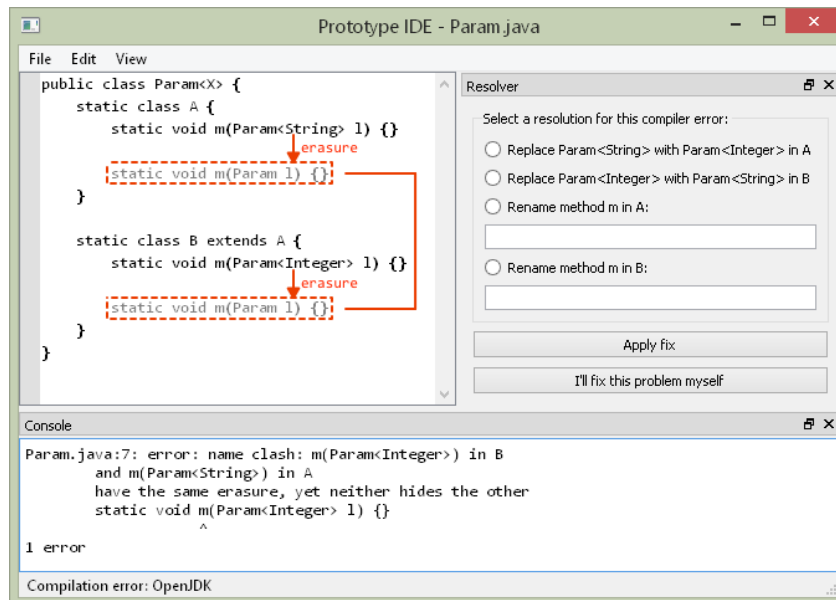 Prototype IDE - Param.java
File Edit View
public class Param<X> {
static class A {
static void m(Param<String> l) {}
erasure
static void m(Param l) {}
}
static class B extends A {
static void m(Param<Integer> l) {}
erasure
static void m(Param l) {}
}
}
Resolver
Select a resolution for this compiler error:
Replace Param<String> with Param<Integer> in A
Replace Param<Integer> with Param<String> in B
Rename method m in A:
Rename method m in B:
Apply fix
I'll fix this problem myself
Console
Param.java:7: error: name clash: m(Param<Integer>) in B
and m(Param<String>) in A
have the same erasure, yet neither hides the other
static void m(Param<Integer> l) {}
^
1 error
Compilation error: OpenJDK